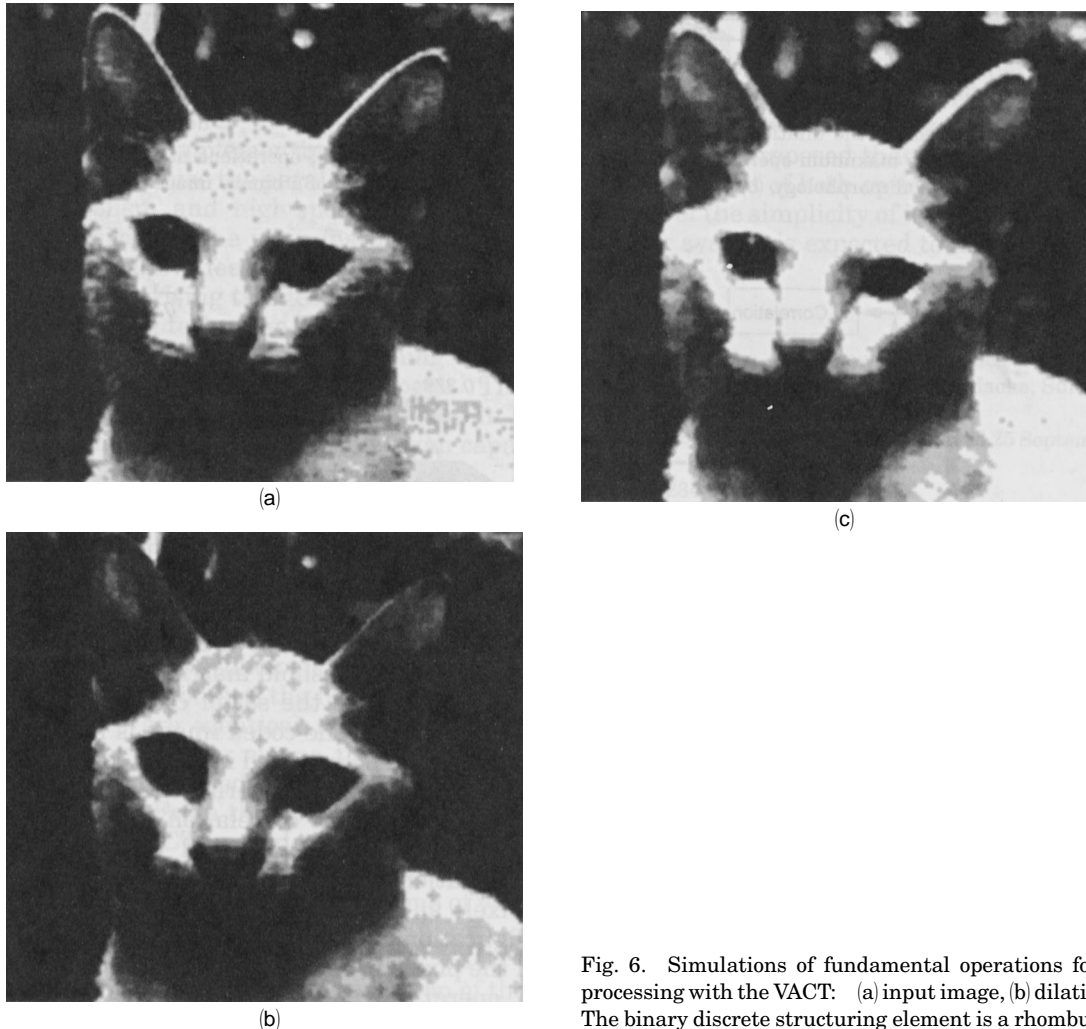 (a)
(c)
(b)
Fig. 6. Simulations of fundamental operations fo
processing with the VACT: (a) input image, (b) dilati
The binary discrete structuring element is a rhombu